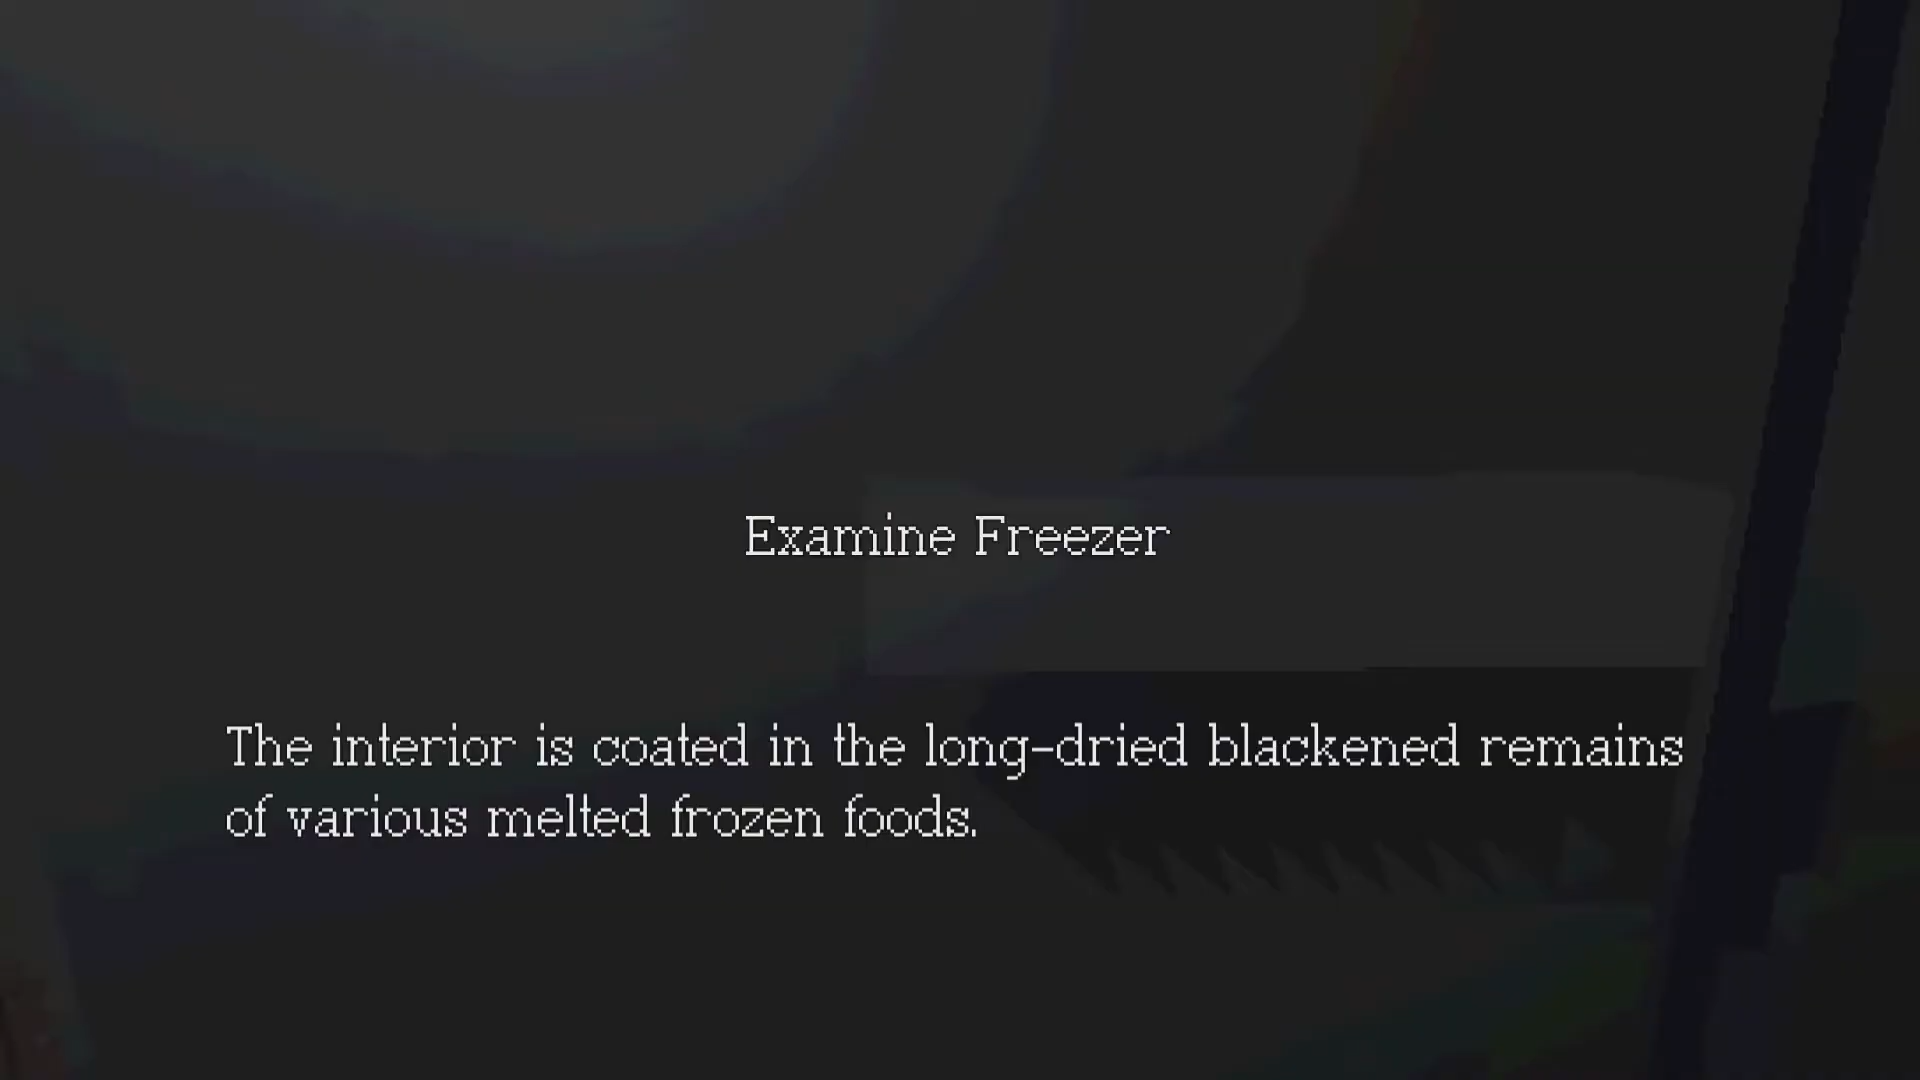 Examine Freezer
The interior is coated in the long-dried blackened remains
of various melted frozen foods.